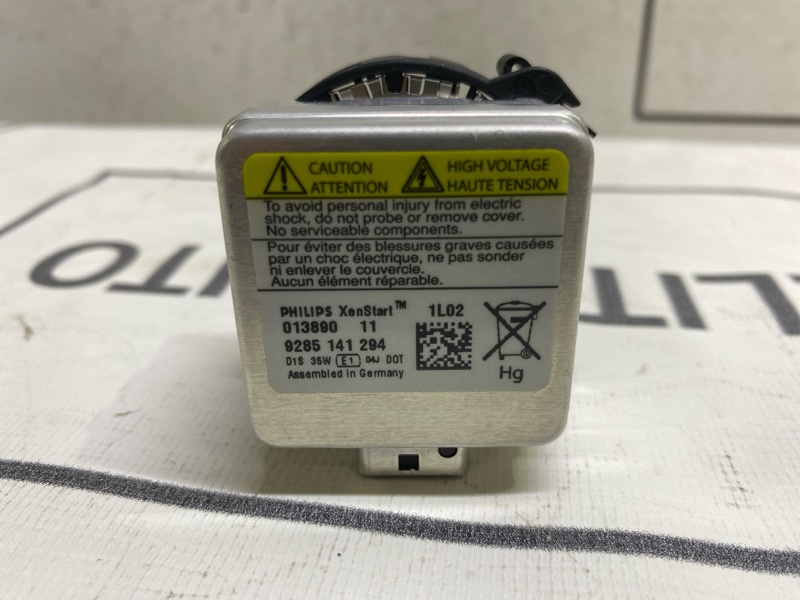 CAUTION
ATTENTION
HIGH VOLTAGE
HAUTE TENSION
To avoid personal injury from electric
shock, do not probe or remove cover.
No serviceable components.
Pour éviter des blessures graves causées
par un choc électrique, ne pas sonder
ni enlever le couvercle.
Aucun élément réparable.
PHILIPS XenStart™ 1L02
013890 11
9285 141 294
D1S 35W E1 04J DOT
Assembled in Germany
Hg